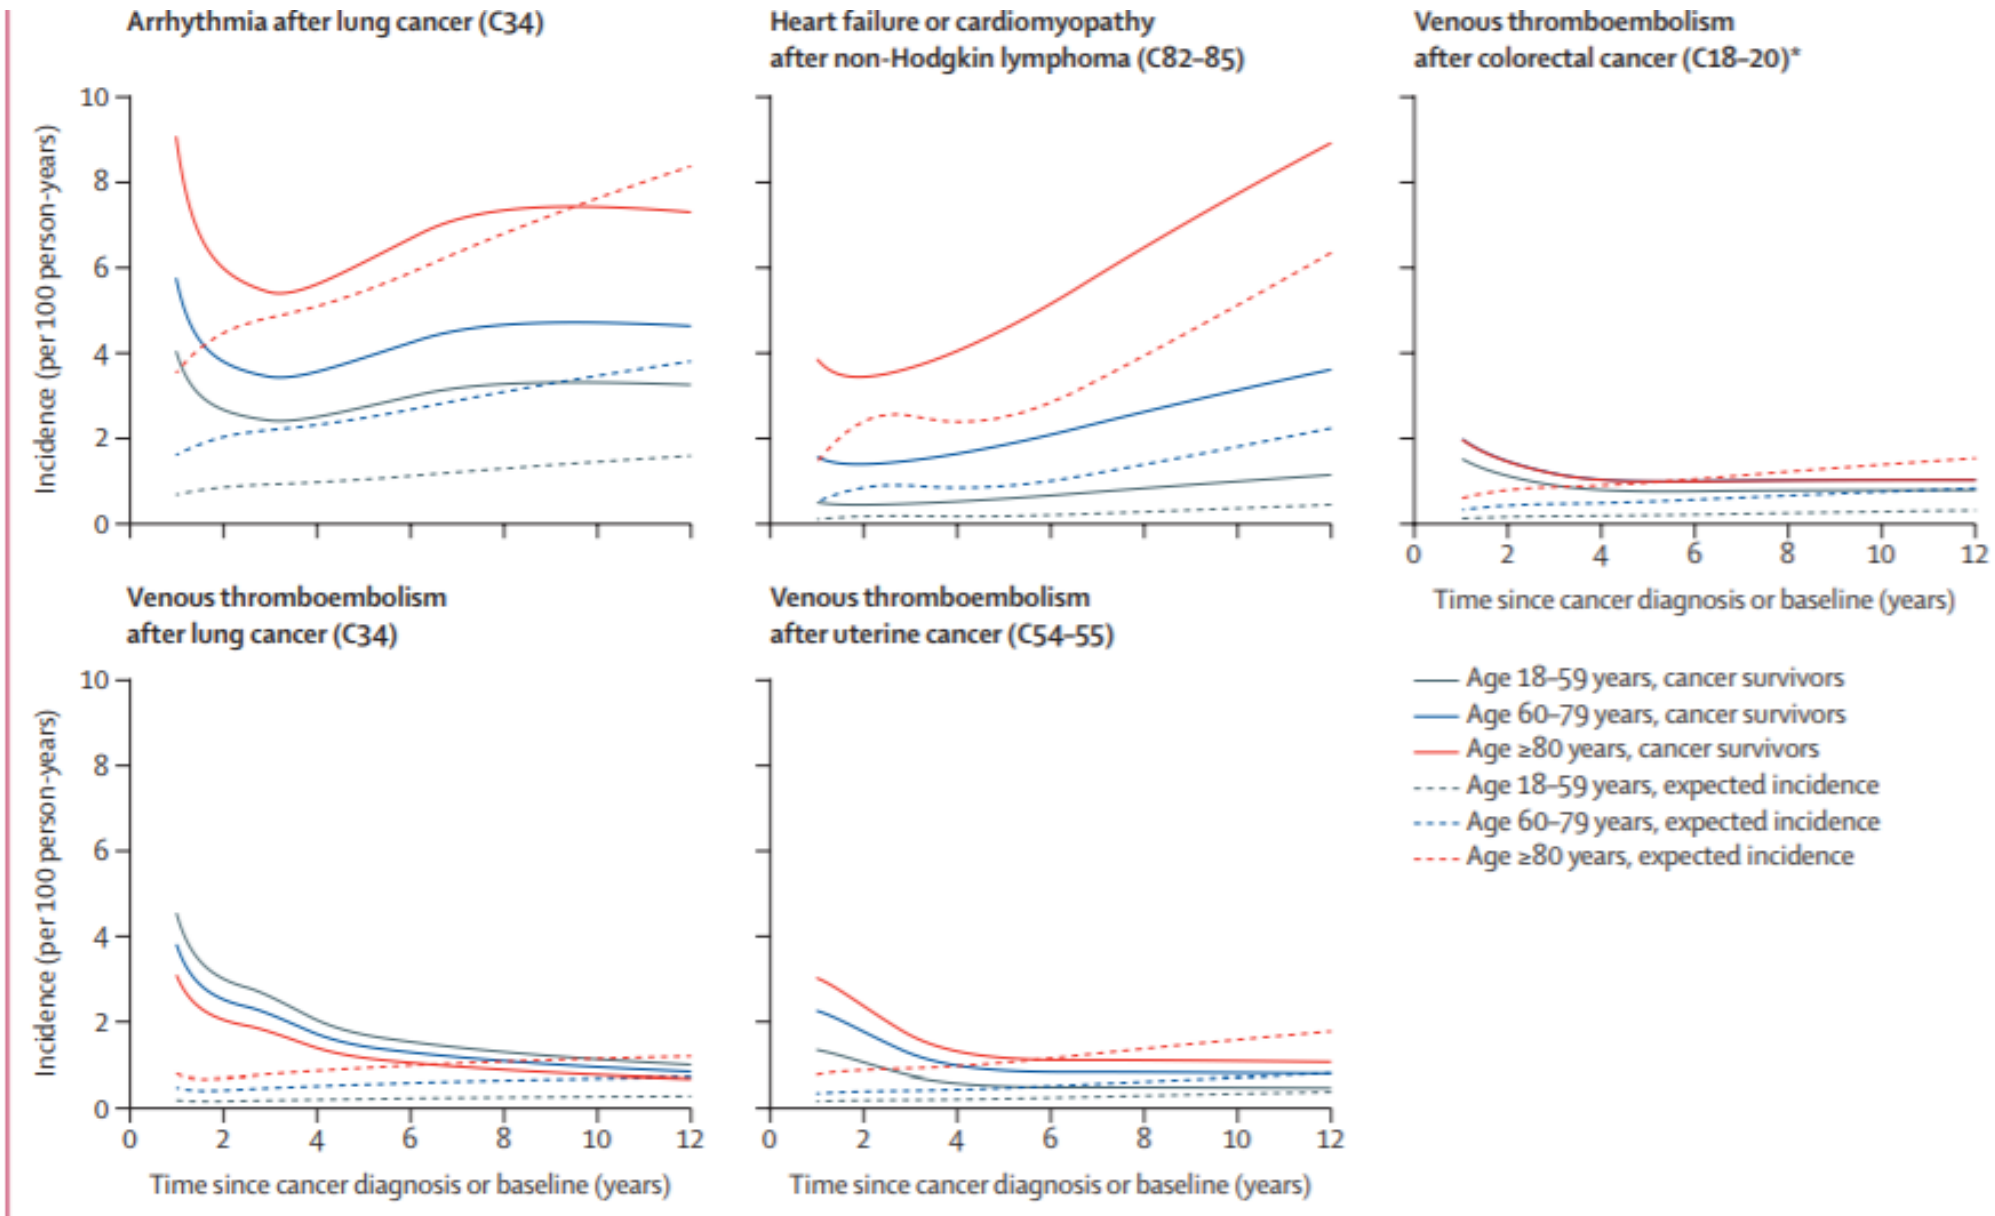 Arrhythmia after lung cancer (C34)
Heart failure or cardiomyopathy
after non-Hodgkin lymphoma (C82–85)
Venous thromboembolism
after colorectal cancer (C18–20)*
Incidence (per 100 person-years)
10
8
6
4
2
0
0 2 4 6 8 10 12
Time since cancer diagnosis or baseline (years)
Venous thromboembolism
after lung cancer (C34)
Venous thromboembolism
after uterine cancer (C54–55)
Incidence (per 100 person-years)
10
8
6
4
2
0
0 2 4 6 8 10 12
Time since cancer diagnosis or baseline (years)
0 2 4 6 8 10 12
Time since cancer diagnosis or baseline (years)
Age 18–59 years, cancer survivors
Age 60–79 years, cancer survivors
Age ≥80 years, cancer survivors
Age 18–59 years, expected incidence
Age 60–79 years, expected incidence
Age ≥80 years, expected incidence